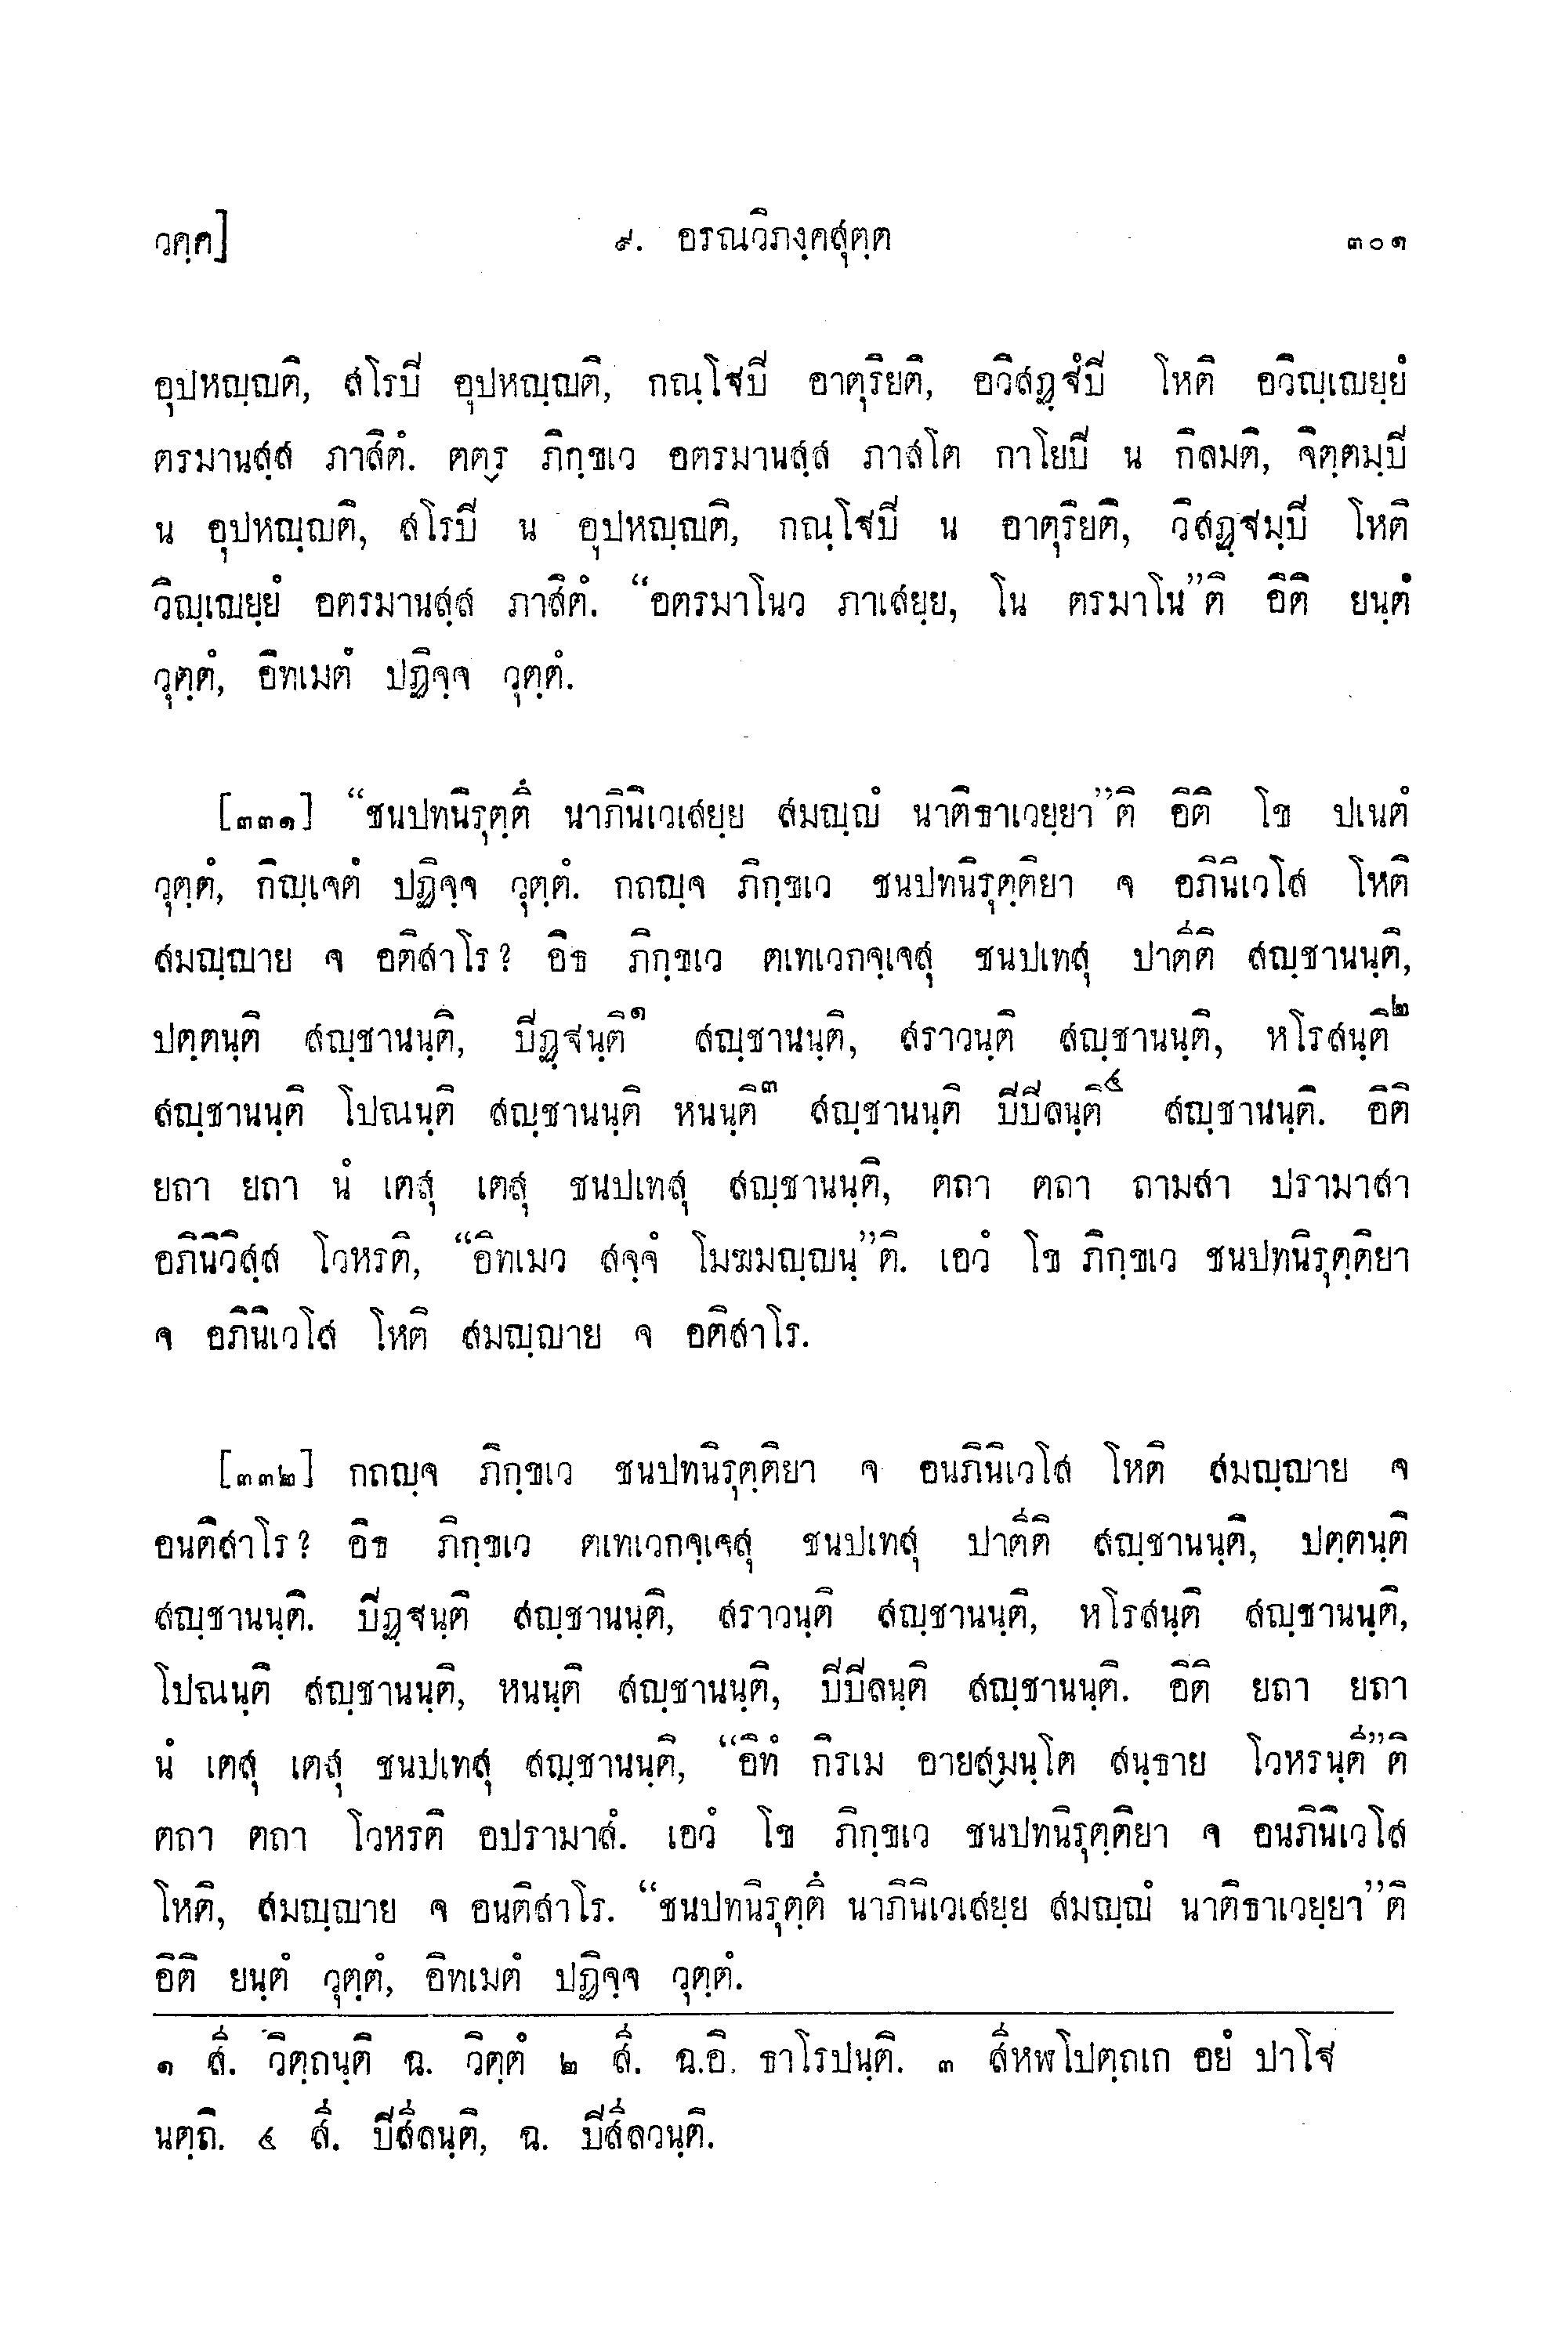 วคฺค] ๙. อรณวิภงฺคสุตฺต ๓๐๑
อุปหญฺญติ, สโรปิ อุปหญฺญติ, กณฺโฐปิ อาตุริยติ, อวิสฏฺฐํปิ โหติ อวิญฺเญยฺยํ
ตรมานสฺส ภาสิตํ. ตตฺร ภิกฺขเว อตรมานสฺส ภาสโต กาโยปิ น กิลมติ, จิตฺตมฺปิ
น อุปหญฺญติ, สโรปิ น อุปหญฺญติ, กณฺโฐปิ น อาตุริยติ, วิสฏฺฐมฺปิ โหติ
วิญฺเญยฺยํ อตรมานสฺส ภาสิตํ. “อตรมาโนว ภาเสยฺย, โน ตรมาโน”ติ อิติ ยนฺตํ
วุตฺตํ, อิทเมตํ ปฏิจฺจ วุตฺตํ.
[๓๓๑] “ชนปทนิรุตฺตึ นาภินิเวเสยฺย สมญฺญํ นาติธาเวยฺยา”ติ อิติ โข ปเนตํ
วุตฺตํ, กิญฺเจตํ ปฏิจฺจ วุตฺตํ. กถญฺจ ภิกฺขเว ชนปทนิรุตฺติยา จ อภินิเวโส โหติ
สมญฺญาย จ อติสาโร? อิธ ภิกฺขเว ตเทเวกจฺเจสุ ชนปเทสุ ปาตีติ สญฺชานนฺติ,
ปตฺตนฺติ สญฺชานนฺติ, ปิฏฺฐนฺติ๑ สญฺชานนฺติ, สราวนฺติ สญฺชานนฺติ, หโรสนฺติ๒
สญฺชานนฺติ โปณนฺติ สญฺชานนฺติ หนนฺติ๓ สญฺชานนฺติ ปิปิลนฺติ๔ สญฺชานนฺติ. อิติ
ยถา ยถา นํ เตสุ เตสุ ชนปเทสุ สญฺชานนฺติ, ตถา ตถา ถามสา ปรามาสา
อภินิวิสฺส โวหรติ, “อิทเมว สจฺจํ โมฆมญฺญนฺ”ติ. เอวํ โข ภิกฺขเว ชนปทนิรุตฺติยา
จ อภินิเวโส โหติ สมญฺญาย จ อติสาโร.
[๓๓๒] กถญฺจ ภิกฺขเว ชนปทนิรุตฺติยา จ อนภินิเวโส โหติ สมญฺญาย จ
อนติสาโร? อิธ ภิกฺขเว ตเทเวกจฺเจสุ ชนปเทสุ ปาตีติ สญฺชานนฺติ, ปตฺตนฺติ
สญฺชานนฺติ. ปิฏฺฐนฺติ สญฺชานนฺติ, สราวนฺติ สญฺชานนฺติ, หโรสนฺติ สญฺชานนฺติ,
โปณนฺติ สญฺชานนฺติ, หนนฺติ สญฺชานนฺติ, ปิปิลนฺติ สญฺชานนฺติ. อิติ ยถา ยถา
นํ เตสุ เตสุ ชนปเทสุ สญฺชานนฺติ, “อิทํ กิรเม อายสฺมนฺโต สนฺธาย โวหรนฺตี”ติ
ตถา ตถา โวหรติ อปรามาสํ. เอวํ โข ภิกฺขเว ชนปทนิรุตฺติยา จ อนภินิเวโส
โหติ, สมญฺญาย จ อนติสาโร. “ชนปทนิรุตฺตึ นาภินิเวเสยฺย สมญฺญํ นาติธาเวยฺยา”ติ
อิติ ยนฺตํ วุตฺตํ, อิทเมตํ ปฏิจฺจ วุตฺตํ.
๑ สี. วิตฺถนฺติ ฉ. วิตฺตํ ๒ สี. ฉ.อิ. ธาโรปนฺติ. ๓ สีหฬโปตฺถเก อยํ ปาโฐ
นตฺถิ. ๔ สี. ปิสีลนฺติ, ฉ. ปิสีลวนฺติ.